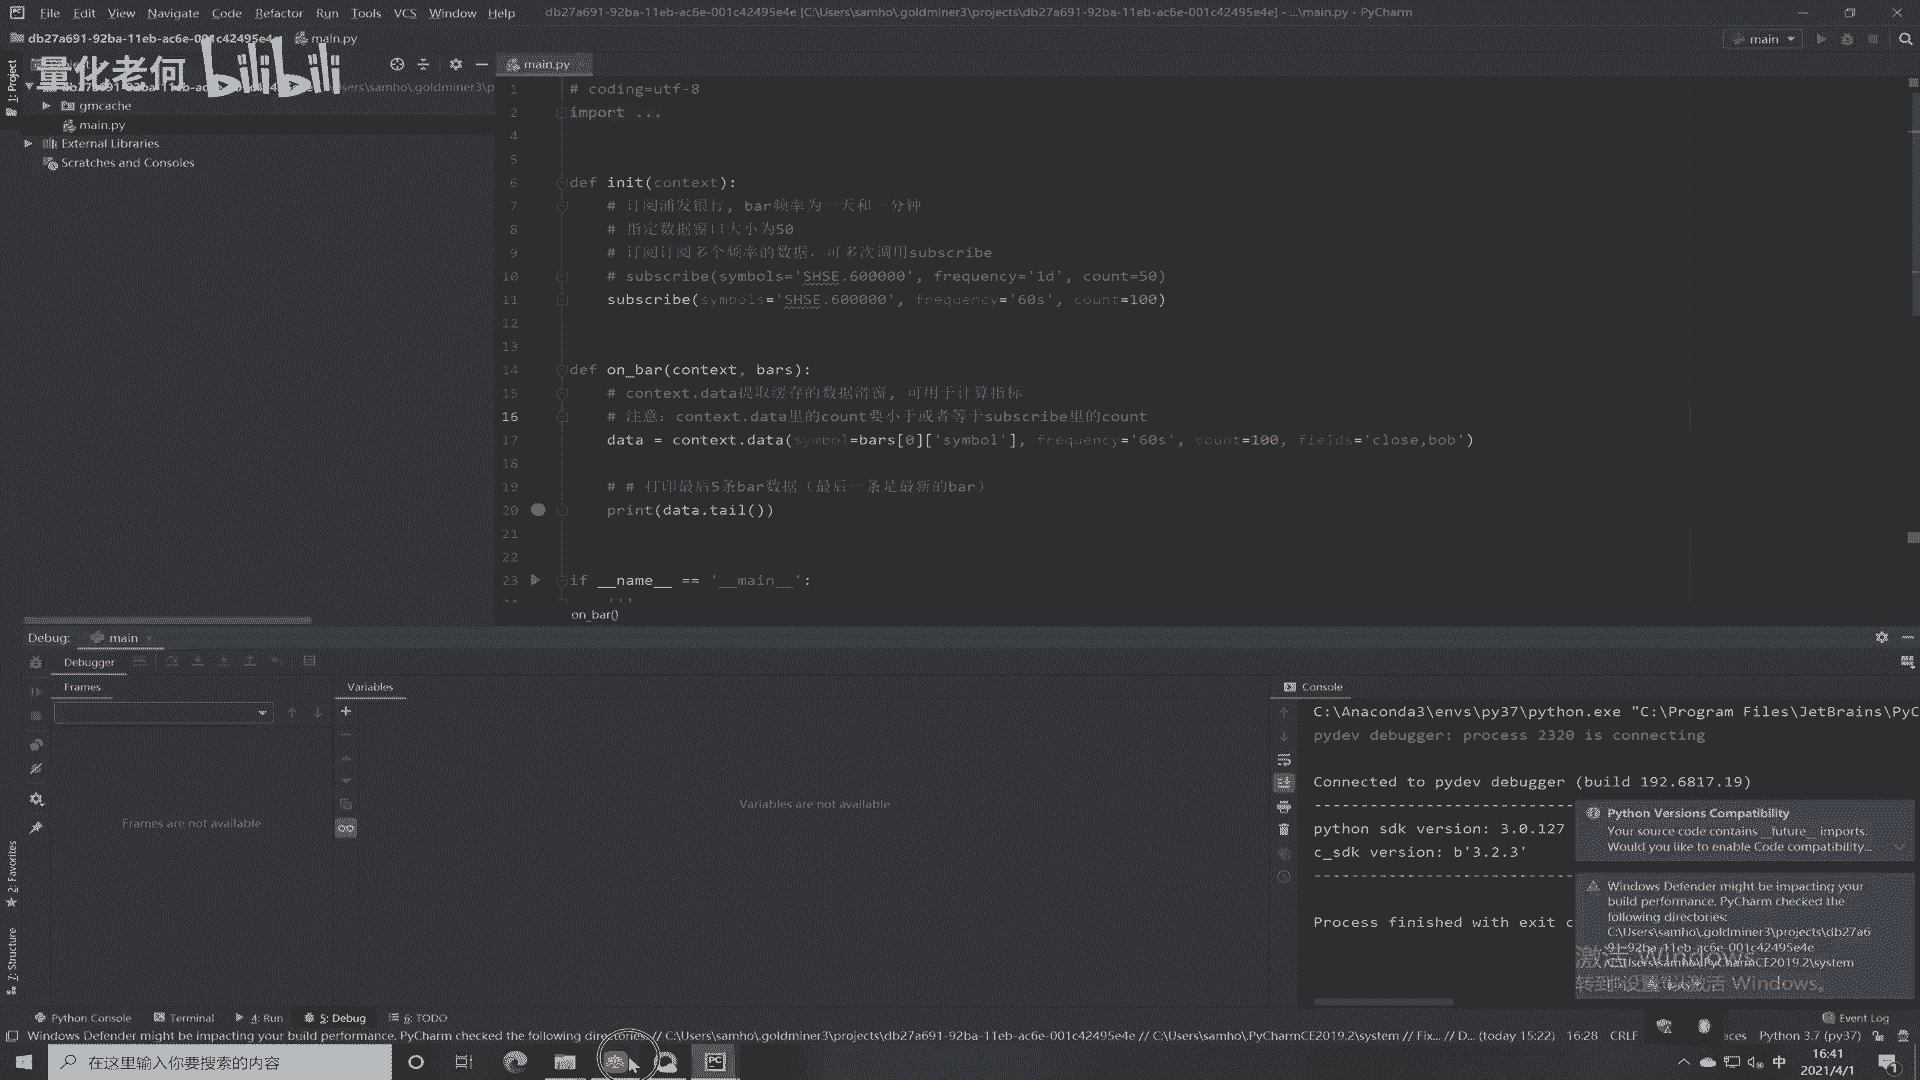 File Edit View Navigate Code Refactor Run Tools VCS Window Help db27a691-92ba-11eb-ac6e-001c42495e4e [C:\Users\samho\.goldminer3\projects\db27a691-92ba-11eb-ac6e-001c42495e4e] - ...\main.py - PyCharm
db27a691-92ba-11eb-ac6e-001c42495e4e main.py main
量化老何 bilibili
1: Project
main.py
gmcache
main.py
External Libraries
Scratches and Consoles
1 # coding=utf-8
2 import ...
4
5
6 def init(context):
7 # 订阅浦发银行, bar频率为一天和一分钟
8 # 指定数据窗口大小为50
9 # 订阅订阅多个频率的数据，可多次调用subscribe
10 # subscribe(symbols='SHSE.600000', frequency='1d', count=50)
11 subscribe(symbols='SHSE.600000', frequency='60s', count=100)
12
13
14 def on_bar(context, bars):
15 # context.data提取缓存的数据滑窗, 可用于计算指标
16 # 注意：context.data里的count要小于或者等于subscribe里的count
17 data = context.data(symbol=bars[0]['symbol'], frequency='60s', count=100, fields='close,bob')
18
19 # # 打印最后5条bar数据（最后一条是最新的bar）
20 print(data.tail())
21
22
23 if __name__ == '__main__':
on_bar()
Debug: main
Debugger
Frames
Variables
Console
Frames are not available
Variables are not available
C:\Anaconda3\envs\py37\python.exe "C:\Program Files\JetBrains\PyC
pydev debugger: process 2320 is connecting
Connected to pydev debugger (build 192.6817.19)
----------------------------
python sdk version: 3.0.127
c_sdk version: b'3.2.3'
----------------------------
Process finished with exit c
Python Versions Compatibility
Your source code contains __future__ imports.
Would you like to enable Code compatibility...
Windows Defender might be impacting your
build performance. PyCharm checked the
following directories:
C:\Users\samho\.goldminer3\projects\db27a6
91-92ba-11eb-ac6e-001c42495e4e
C:\Users\samho\.PyCharmCE2019.2\system
激活 Windows
转到"设置"以激活 Windows。
2: Favorites
7: Structure
Python Console Terminal 4: Run 5: Debug 6: TODO Event Log
Windows Defender might be impacting your build performance. PyCharm checked the following directories: // C:\Users\samho\.goldminer3\projects\db27a691-92ba-11eb-ac6e-001c42495e4e // C:\Users\samho\.PyCharmCE2019.2\system // Fix... // D... (today 15:22) 16:28 CRLF aces Python 3.7 (py37)
在这里输入你要搜索的内容
PC
中
16:41
2021/4/1
1